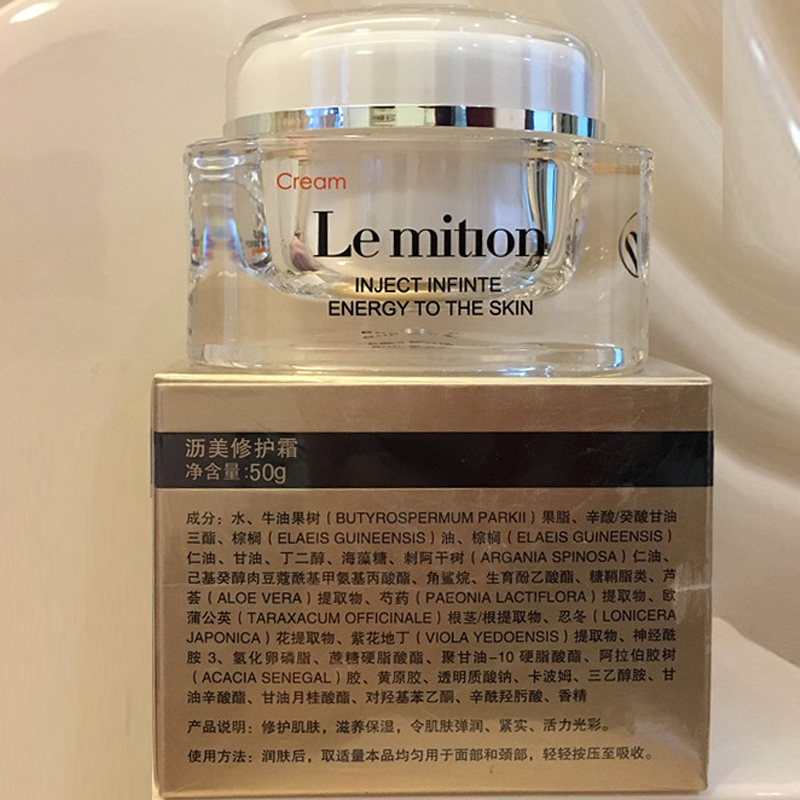 Cream
Le mition
INJECT INFINTE
ENERGY TO THE SKIN
沥美修护霜
净含量:50g
成分：水、牛油果树（BUTYROSPERMUM PARKII）果脂、辛酸/癸酸甘油
三酯、棕榈（ELAEIS GUINEENSIS）油、棕榈（ELAEIS GUINEENSIS）
仁油、甘油、丁二醇、海藻糖、刺阿干树（ARGANIA SPINOSA）仁油、
己基癸醇肉豆蔻酰基甲氨基丙酸酯、角鲨烷、生育酚乙酸酯、糖鞘脂类、芦
荟（ALOE VERA）提取物、芍药（PAEONIA LACTIFLORA）提取物、欧
蒲公英（TARAXACUM OFFICINALE）根茎/根提取物、忍冬（LONICERA
JAPONICA）花提取物、紫花地丁（VIOLA YEDOENSIS）提取物、神经酰
胺 3、氢化卵磷脂、蔗糖硬脂酸酯、聚甘油-10 硬脂酸酯、阿拉伯胶树
（ACACIA SENEGAL）胶、黄原胶、透明质酸钠、卡波姆、三乙醇胺、甘
油辛酸酯、甘油月桂酸酯、对羟基苯乙酮、辛酰羟肟酸、香精
产品说明：修护肌肤，滋养保湿，令肌肤弹润、紧实、活力光彩。
使用方法：润肤后，取适量本品均匀用于面部和颈部，轻轻按压至吸收。